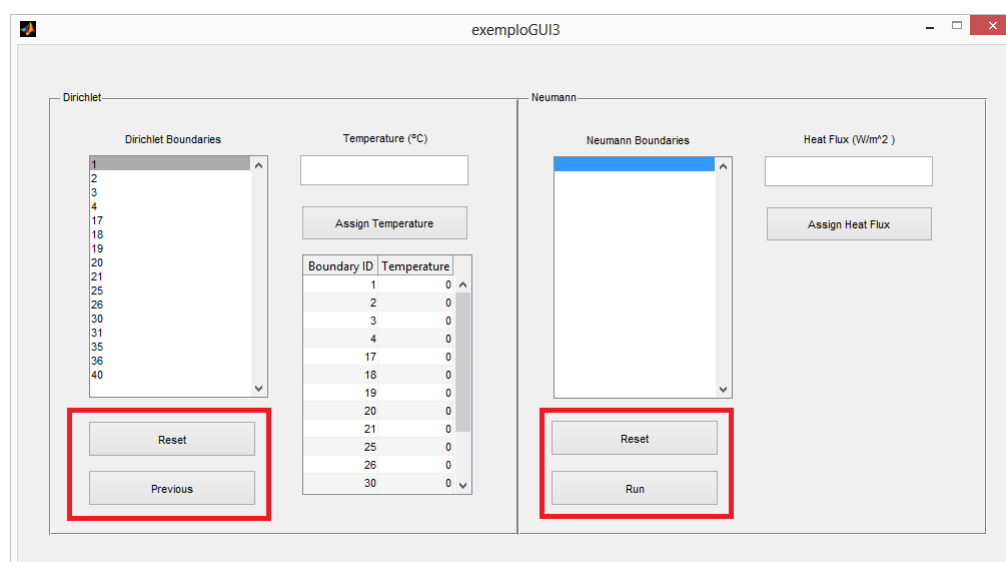 exemploGUI3
Dirichlet
Dirichlet Boundaries
1
2
3
4
17
18
19
20
21
25
26
30
31
35
36
40
Reset
Previous
Temperature (ºC)
Assign Temperature
Boundary ID Temperature
1 0
2 0
3 0
4 0
17 0
18 0
19 0
20 0
21 0
25 0
26 0
30 0
Neumann
Neumann Boundaries
Reset
Run
Heat Flux (W/m^2 )
Assign Heat Flux